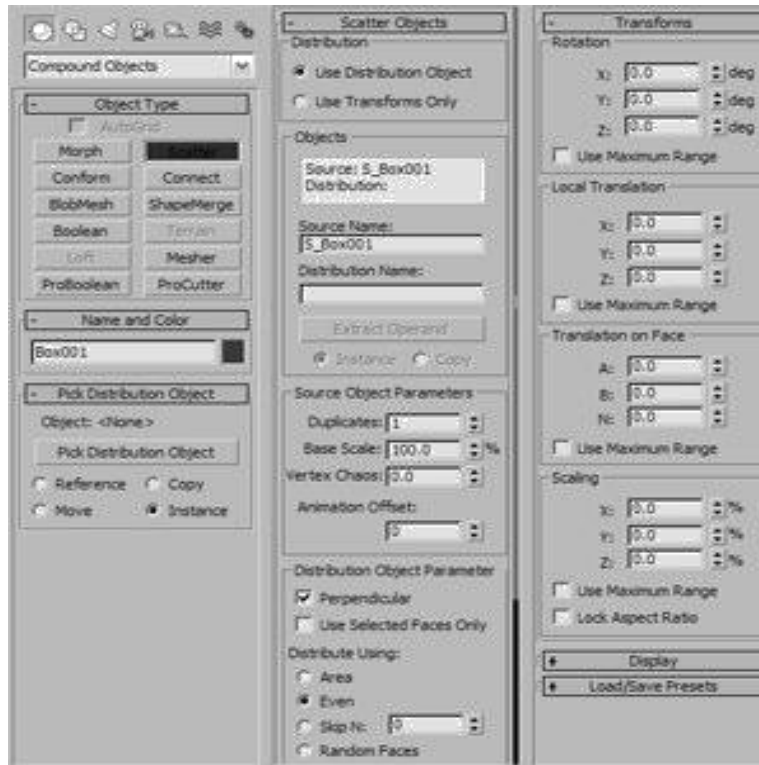 Compound Objects
- Object Type
AutoGrid
Morph Scatter
Conform Connect
BlobMesh ShapeMerge
Boolean Terrain
Loft Mesher
ProBoolean ProCutter
- Name and Color
Box001
- Pick Distribution Object
Object: <None>
Pick Distribution Object
Reference Copy
Move Instance
- Scatter Objects
Distribution
Use Distribution Object
Use Transforms Only
Objects
Source: S_Box001
Distribution:
Source Name:
S_Box001
Distribution Name:
Extract Operand
Instance Copy
Source Object Parameters
Duplicates: 1
Base Scale: 100.0 %
Vertex Chaos: 0.0
Animation Offset:
0
Distribution Object Parameter
Perpendicular
Use Selected Faces Only
Distribute Using:
Area
Even
Skip N: 0
Random Faces
- Transforms
Rotation
X: 0.0 deg
Y: 0.0 deg
Z: 0.0 deg
Use Maximum Range
Local Translation
X: 0.0
Y: 0.0
Z: 0.0
Use Maximum Range
Translation on Face
A: 0.0
B: 0.0
N: 0.0
Use Maximum Range
Scaling
X: 0.0 %
Y: 0.0 %
Z: 0.0 %
Use Maximum Range
Lock Aspect Ratio
+ Display
+ Load/Save Presets